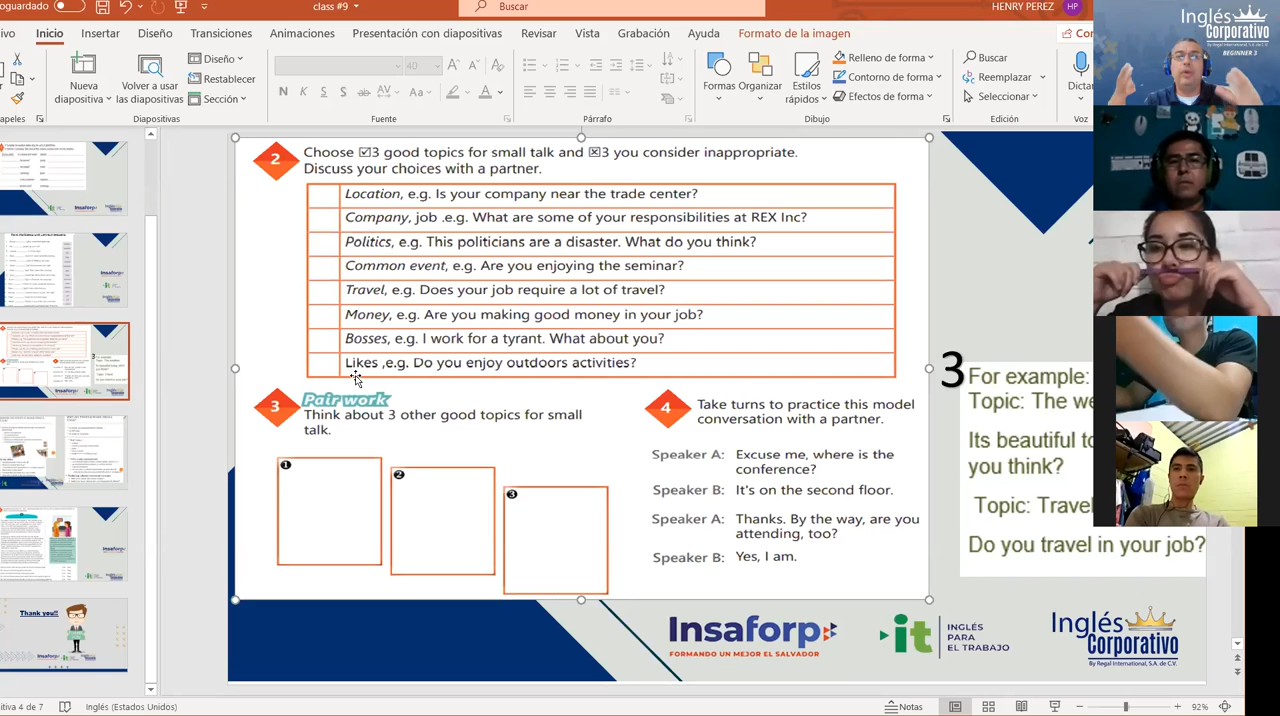 oguardado
class #9
Buscar
HENRY PEREZ
HP
Inicio
Insertar
Diseño
Transiciones
Animaciones
Presentación con diapositivas
Revisar
Vista
Grabación
Ayuda
Formato de la imagen
Nueva diapositiva
Volver a usar las diapositivas
Diseño
Restablecer
Sección
Diapositivas
40
Fuente
Párrafo
Formas
Organizar
Estilos rápidos
Relleno de forma
Contorno de forma
Efectos de forma
Dibujo
Buscar
Reemplazar
Seleccionar
Edición
Voz
Inglés
Corporativo
By Regal International, S.A. de C.V.
BEGINNER 3
2
Choose ☑3 good topics for small talk and ☒3 you consider inappropriate.
Discuss your choices with a partner.
Location, e.g. Is your company near the trade center?
Company, job .e.g. What are some of your responsibilities at REX Inc?
Politics, e.g. This politicians are a disaster. What do you think?
Common event, e.g. Are you enjoying the seminar?
Travel, e.g. Does your job require a lot of travel?
Money, e.g. Are you making good money in your job?
Bosses, e.g. I work for a tyrant. What about you?
Likes ,e.g. Do you enjoy outdoors activities?
3
Pair work
Think about 3 other good topics for small
talk.
1
2
3
4
Take turns to practice this model
conversation with a partner.
Speaker A: Excuse me, where is the
conference?
Speaker B: It's on the second floor.
Speaker A: Thanks. By the way, are you
attending, too?
Speaker B: Yes, I am.
3
For example:
Topic: The we
Its beautiful to
you think?
Topic: Trave
Do you travel in your job?
Insaforp
FORMANDO UN MEJOR EL SALVADOR
it
INGLÉS
PARA
EL TRABAJO
Inglés
Corporativo
By Regal International, S.A. de C.V.
Thank you!!
itiva 4 de 7
Inglés (Estados Unidos)
Notas
92%